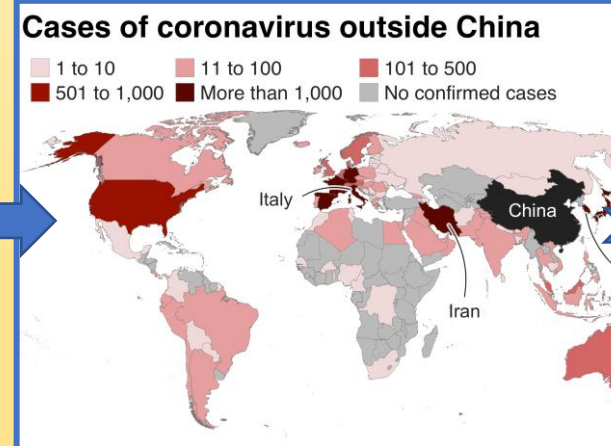 Cases of coronavirus outside China
1 to 10 11 to 100 101 to 500
501 to 1,000 More than 1,000 No confirmed cases
Italy
China
Iran